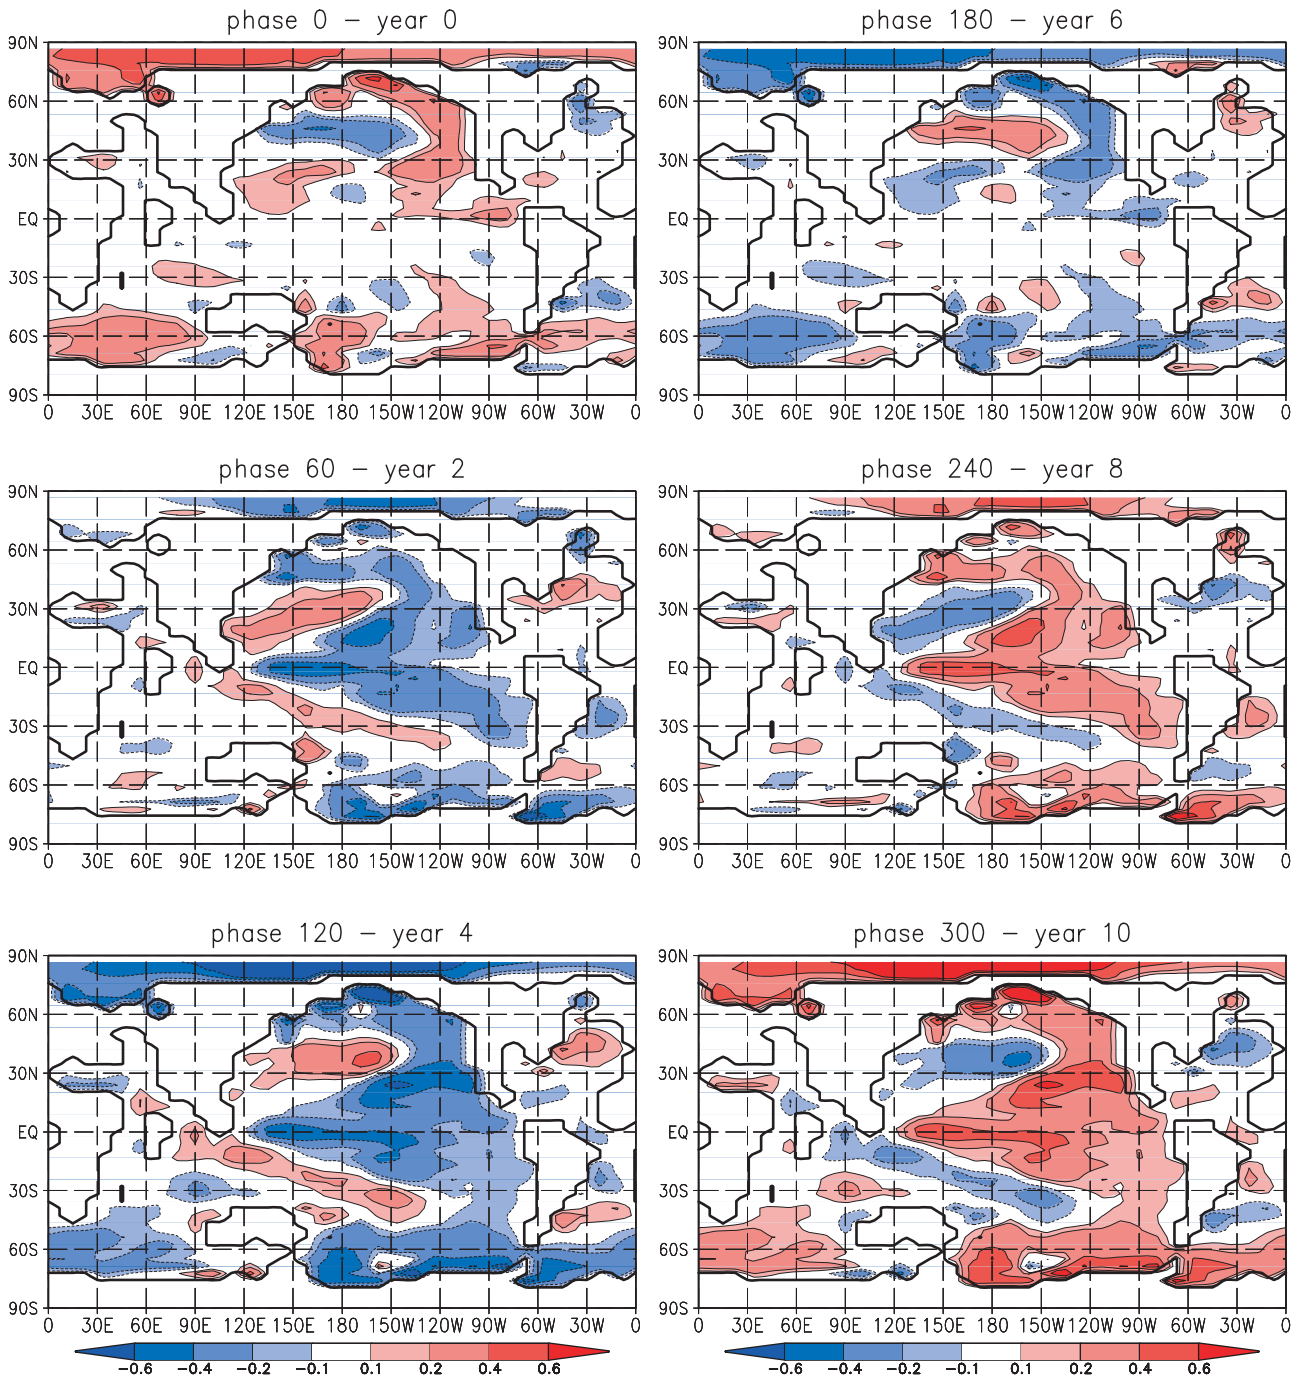 phase 0 – year 0
phase 180 – year 6
90N
60N
30N
EQ
30S
60S
90S
0 30E 60E 90E 120E 150E 180 150W 120W 90W 60W 30W 0
90N
60N
30N
EQ
30S
60S
90S
0 30E 60E 90E 120E 150E 180 150W 120W 90W 60W 30W 0
phase 60 – year 2
phase 240 – year 8
90N
60N
30N
EQ
30S
60S
90S
0 30E 60E 90E 120E 150E 180 150W 120W 90W 60W 30W 0
90N
60N
30N
EQ
30S
60S
90S
0 30E 60E 90E 120E 150E 180 150W 120W 90W 60W 30W 0
phase 120 – year 4
phase 300 – year 10
90N
60N
30N
EQ
30S
60S
90S
0 30E 60E 90E 120E 150E 180 150W 120W 90W 60W 30W 0
90N
60N
30N
EQ
30S
60S
90S
0 30E 60E 90E 120E 150E 180 150W 120W 90W 60W 30W 0
−0.6 −0.4 −0.2 −0.1 0.1 0.2 0.4 0.6
−0.6 −0.4 −0.2 −0.1 0.1 0.2 0.4 0.6